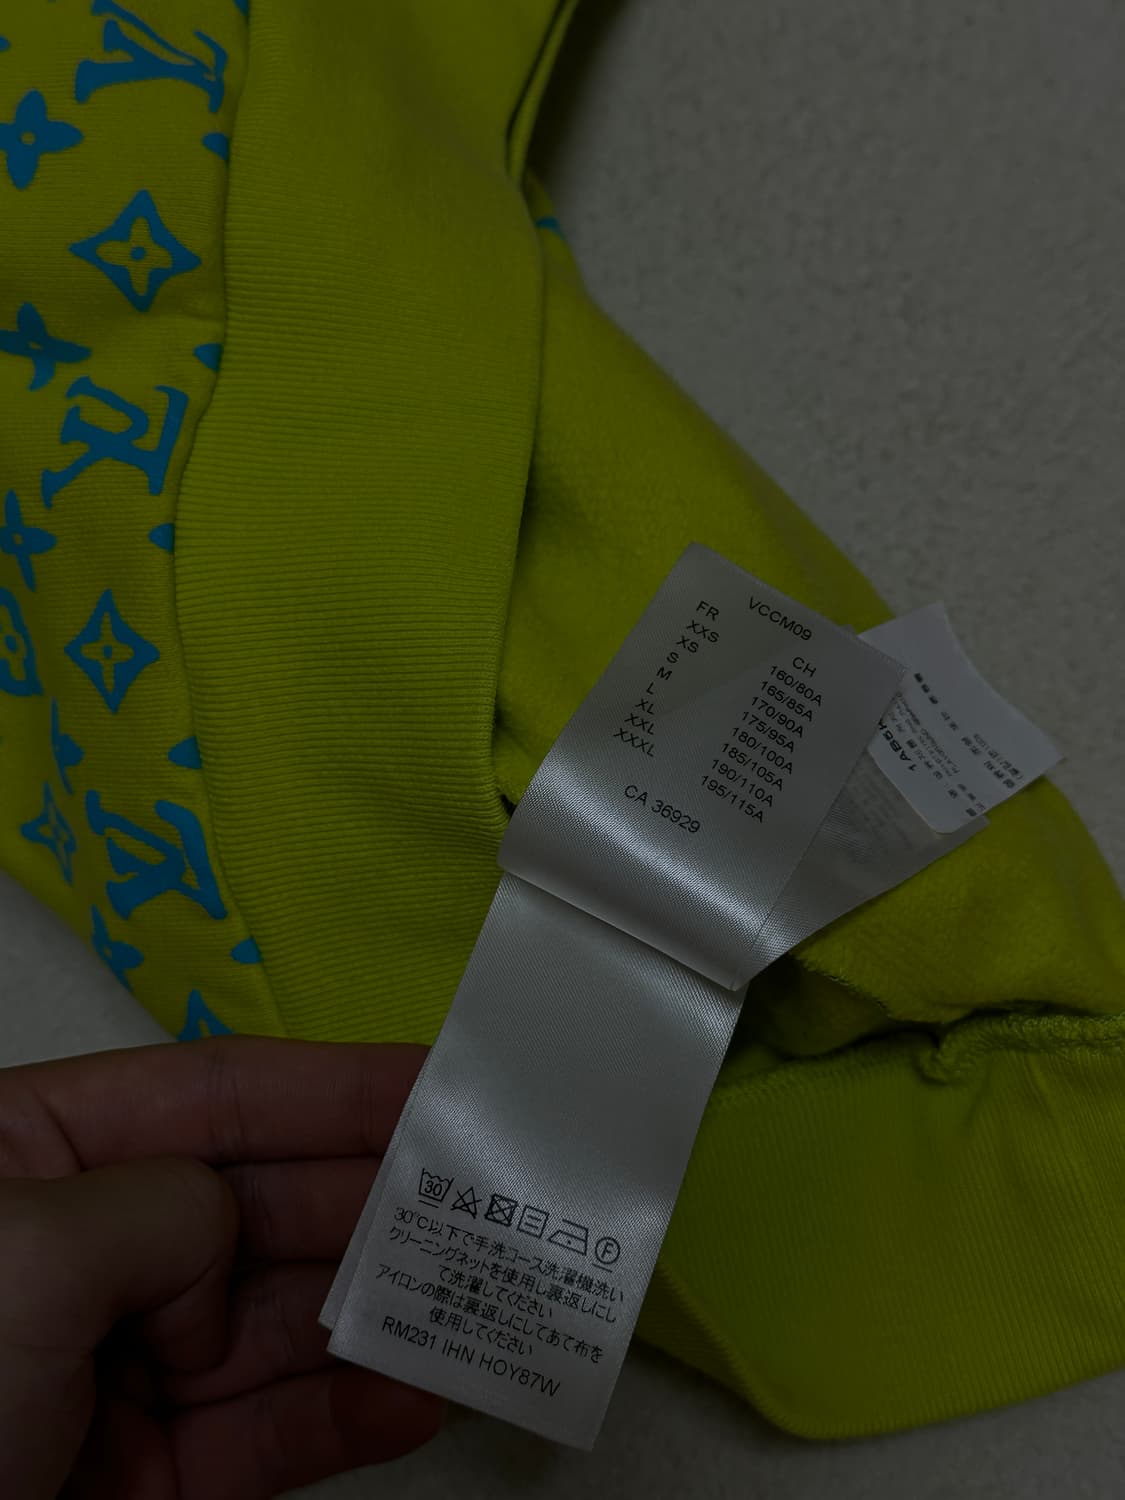 VCCM09
FR CH
XXS 160/80A
XS 165/85A
S 170/90A
M 175/95A
L 180/100A
XL 185/105A
XXL 190/110A
XXXL 195/115A
CA 36929
1AB5
30
F
30℃以下で手洗コース洗濯機洗い
クリーニングネットを使用し裏返しにし
て洗濯してください
アイロンの際は裏返しにしてあて布を
使用してください
RM231 IHN HOY87W
LV
LV
LV